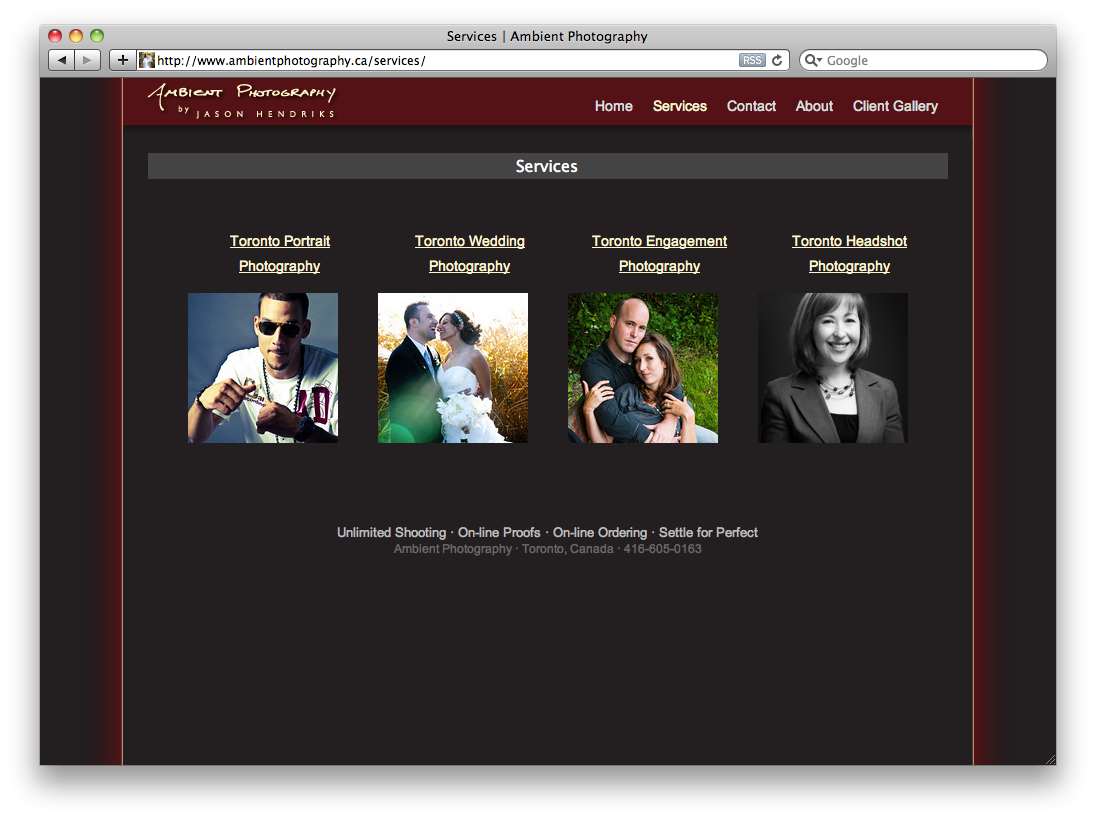 Services | Ambient Photography
http://www.ambientphotography.ca/services/
RSS
Google
AMBIENT PHOTOGRAPHY
by JASON HENDRIKS
Home Services Contact About Client Gallery
Services
Toronto Portrait
Photography
Toronto Wedding
Photography
Toronto Engagement
Photography
Toronto Headshot
Photography
Unlimited Shooting · On-line Proofs · On-line Ordering · Settle for Perfect
Ambient Photography · Toronto, Canada · 416-605-0163